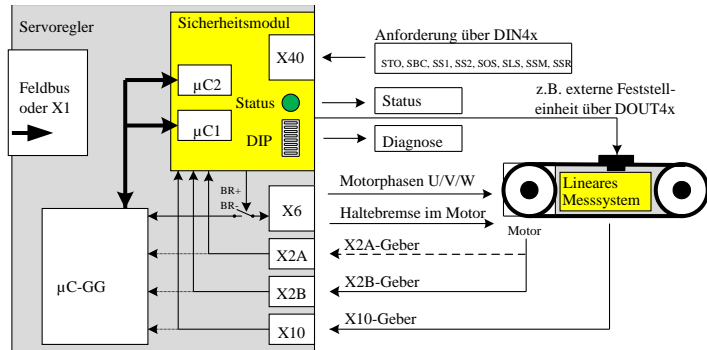 Servoregler
Sicherheitsmodul
Feldbus
oder X1
µC2
µC1
Status
DIP
X40
Anforderung über DIN4x
STO, SBC, SS1, SS2, SOS, SLS, SSM, SSR
Status
Diagnose
z.B. externe Feststell-
einheit über DOUT4x
BR+
BR-
X6
Motorphasen U/V/W
Haltebremse im Motor
Lineares
Messsystem
Motor
µC-GG
X2A
X2A-Geber
X2B
X2B-Geber
X10
X10-Geber